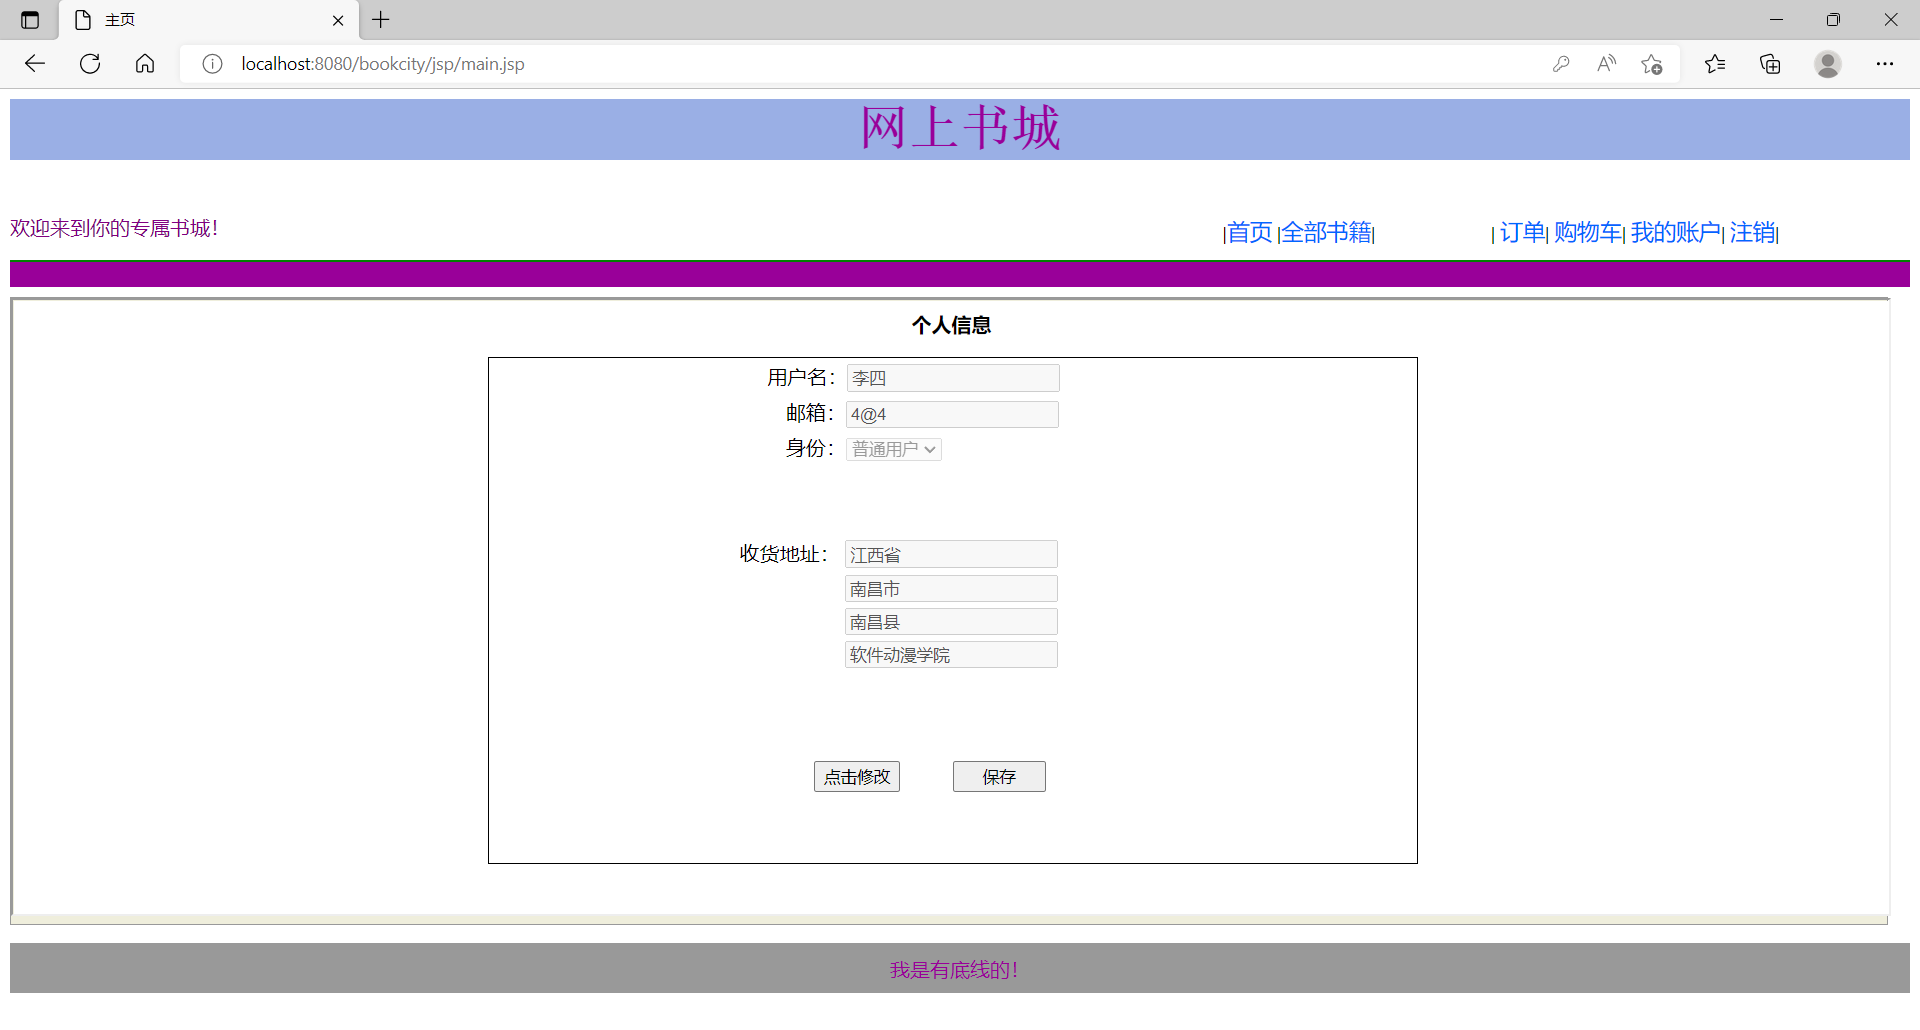 主页
localhost:8080/bookcity/jsp/main.jsp
网上书城
欢迎来到你的专属书城！ |首页 |全部书籍| | 订单| 购物车| 我的账户| 注销|
个人信息
用户名： 李四
邮箱： 4@4
身份： 普通用户
收货地址： 江西省
南昌市
南昌县
软件动漫学院
点击修改 保存
我是有底线的！